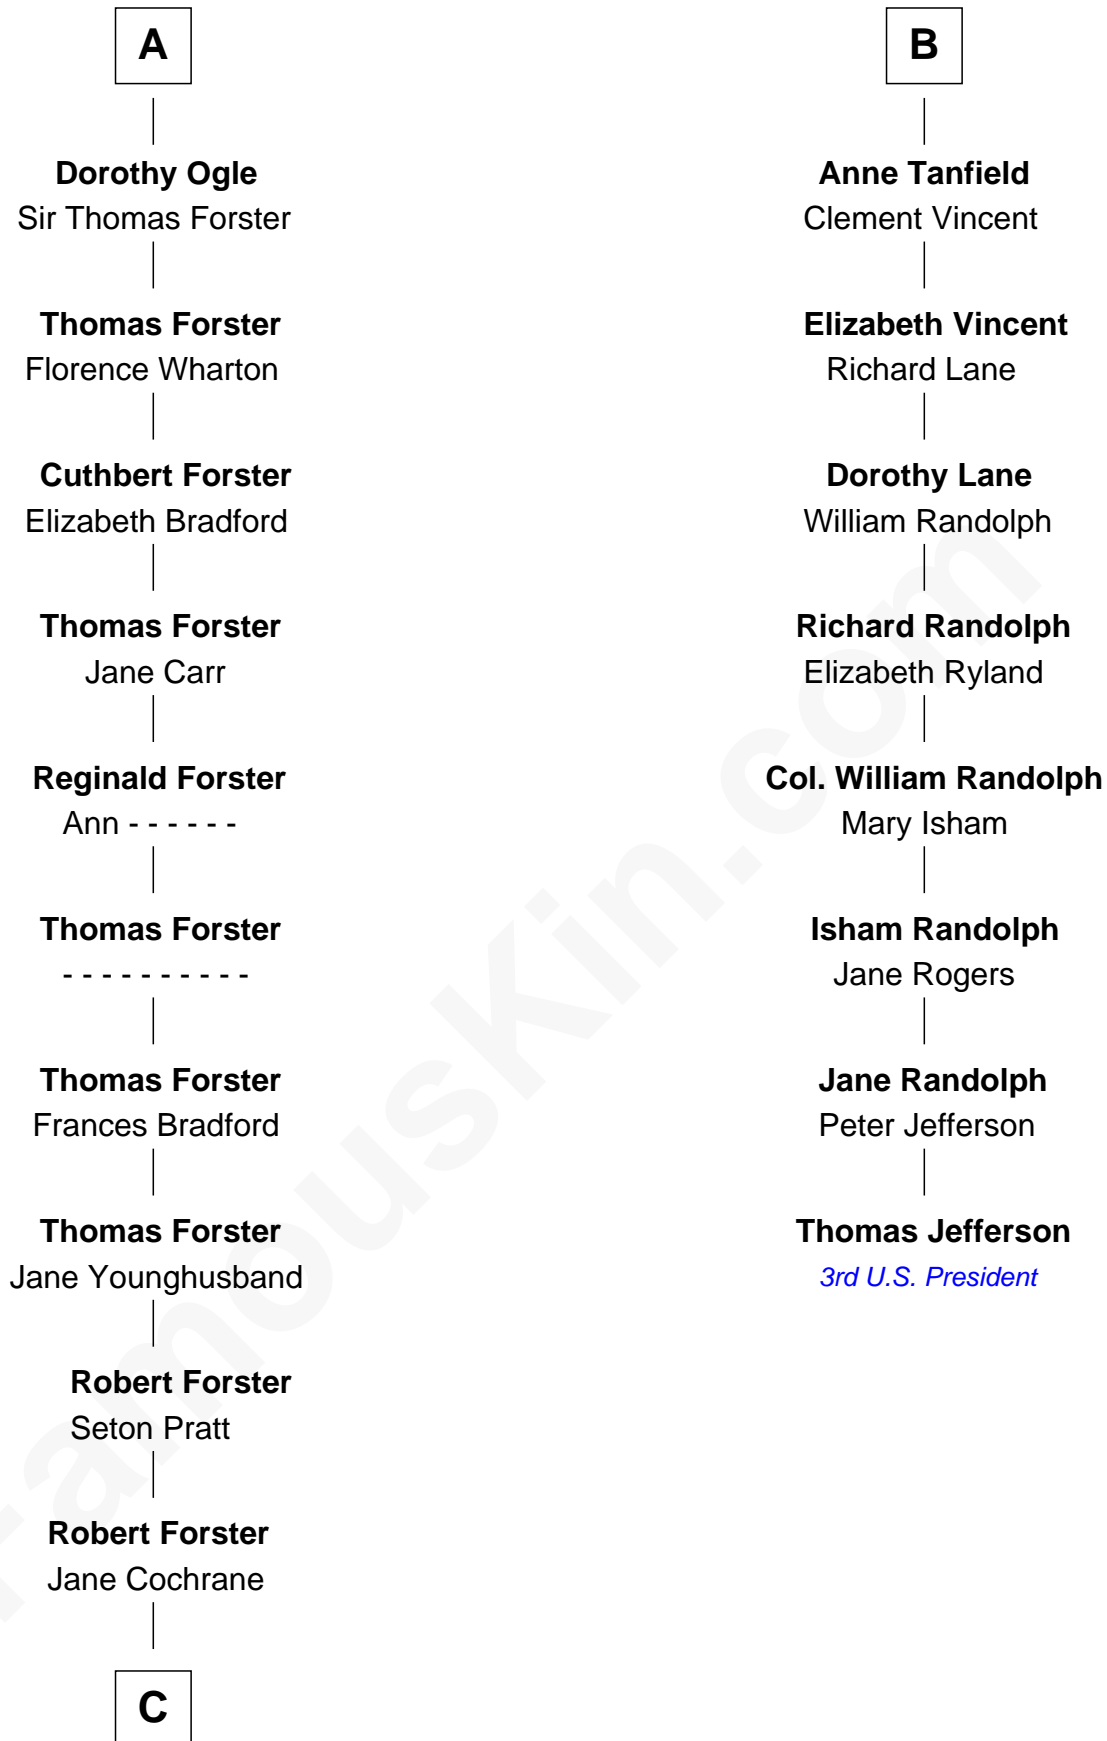 A
Dorothy Ogle
Sir Thomas Forster
Thomas Forster
Florence Wharton
Cuthbert Forster
Elizabeth Bradford
Thomas Forster
Jane Carr
Reginald Forster
Ann - - - - - -
Thomas Forster
- - - - - - - - - -
Thomas Forster
Frances Bradford
Thomas Forster
Jane Younghusband
Robert Forster
Seton Pratt
Robert Forster
Jane Cochrane
C
B
Anne Tanfield
Clement Vincent
Elizabeth Vincent
Richard Lane
Dorothy Lane
William Randolph
Richard Randolph
Elizabeth Ryland
Col. William Randolph
Mary Isham
Isham Randolph
Jane Rogers
Jane Randolph
Peter Jefferson
Thomas Jefferson
3rd U.S. President
FamousKin.com